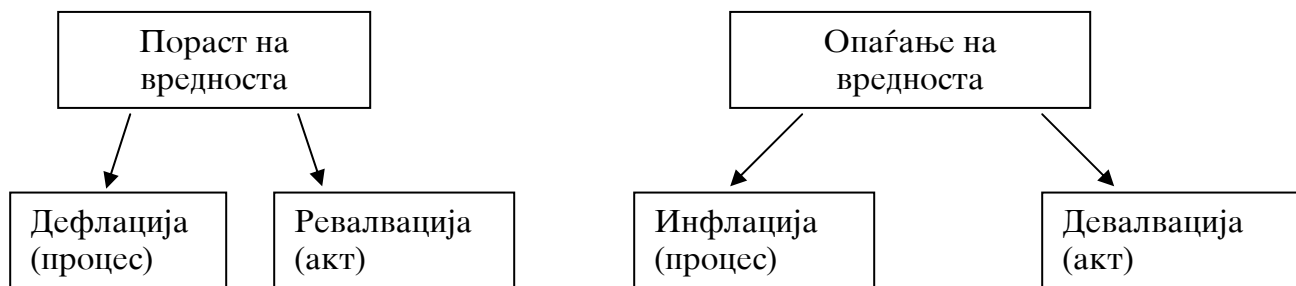 Пораст на
вредноста
Опаѓање на
вредноста
Дефлација
(процес)
Ревалвација
(акт)
Инфлација
(процес)
Девалвација
(акт)